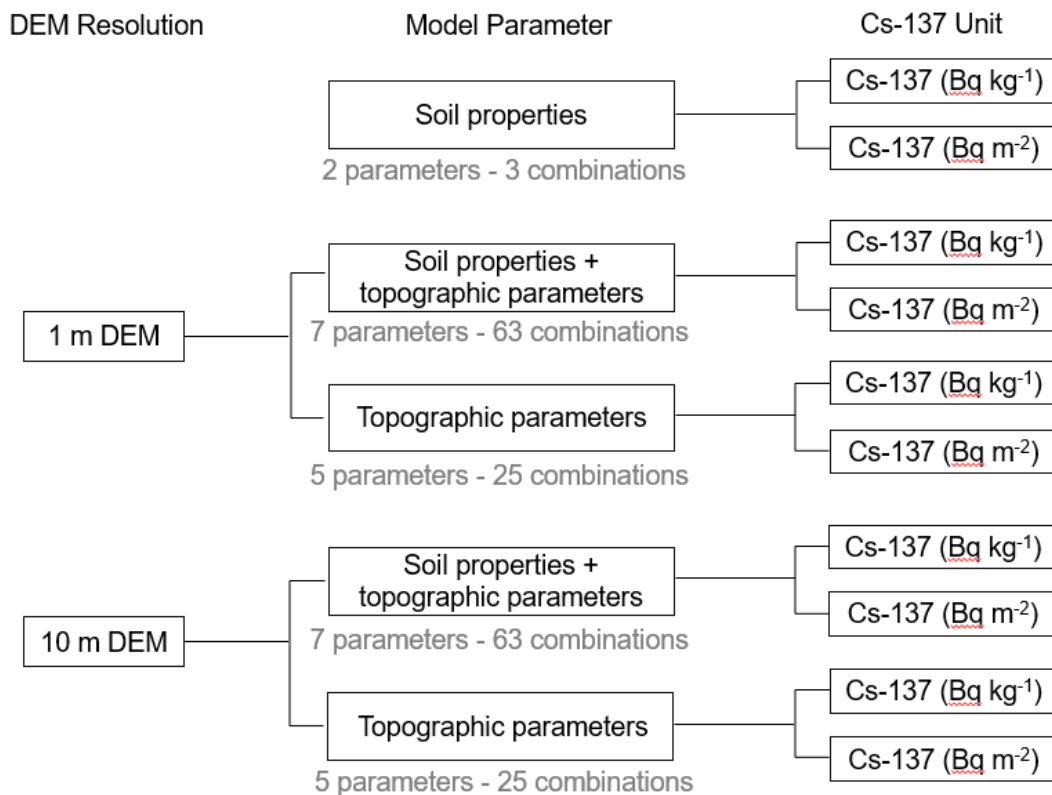 DEM Resolution
Model Parameter
Cs-137 Unit
Soil properties
2 parameters - 3 combinations
Cs-137 (Bq kg⁻¹)
Cs-137 (Bq m⁻²)
1 m DEM
Soil properties +
topographic parameters
7 parameters - 63 combinations
Cs-137 (Bq kg⁻¹)
Cs-137 (Bq m⁻²)
Topographic parameters
5 parameters - 25 combinations
Cs-137 (Bq kg⁻¹)
Cs-137 (Bq m⁻²)
10 m DEM
Soil properties +
topographic parameters
7 parameters - 63 combinations
Cs-137 (Bq kg⁻¹)
Cs-137 (Bq m⁻²)
Topographic parameters
5 parameters - 25 combinations
Cs-137 (Bq kg⁻¹)
Cs-137 (Bq m⁻²)